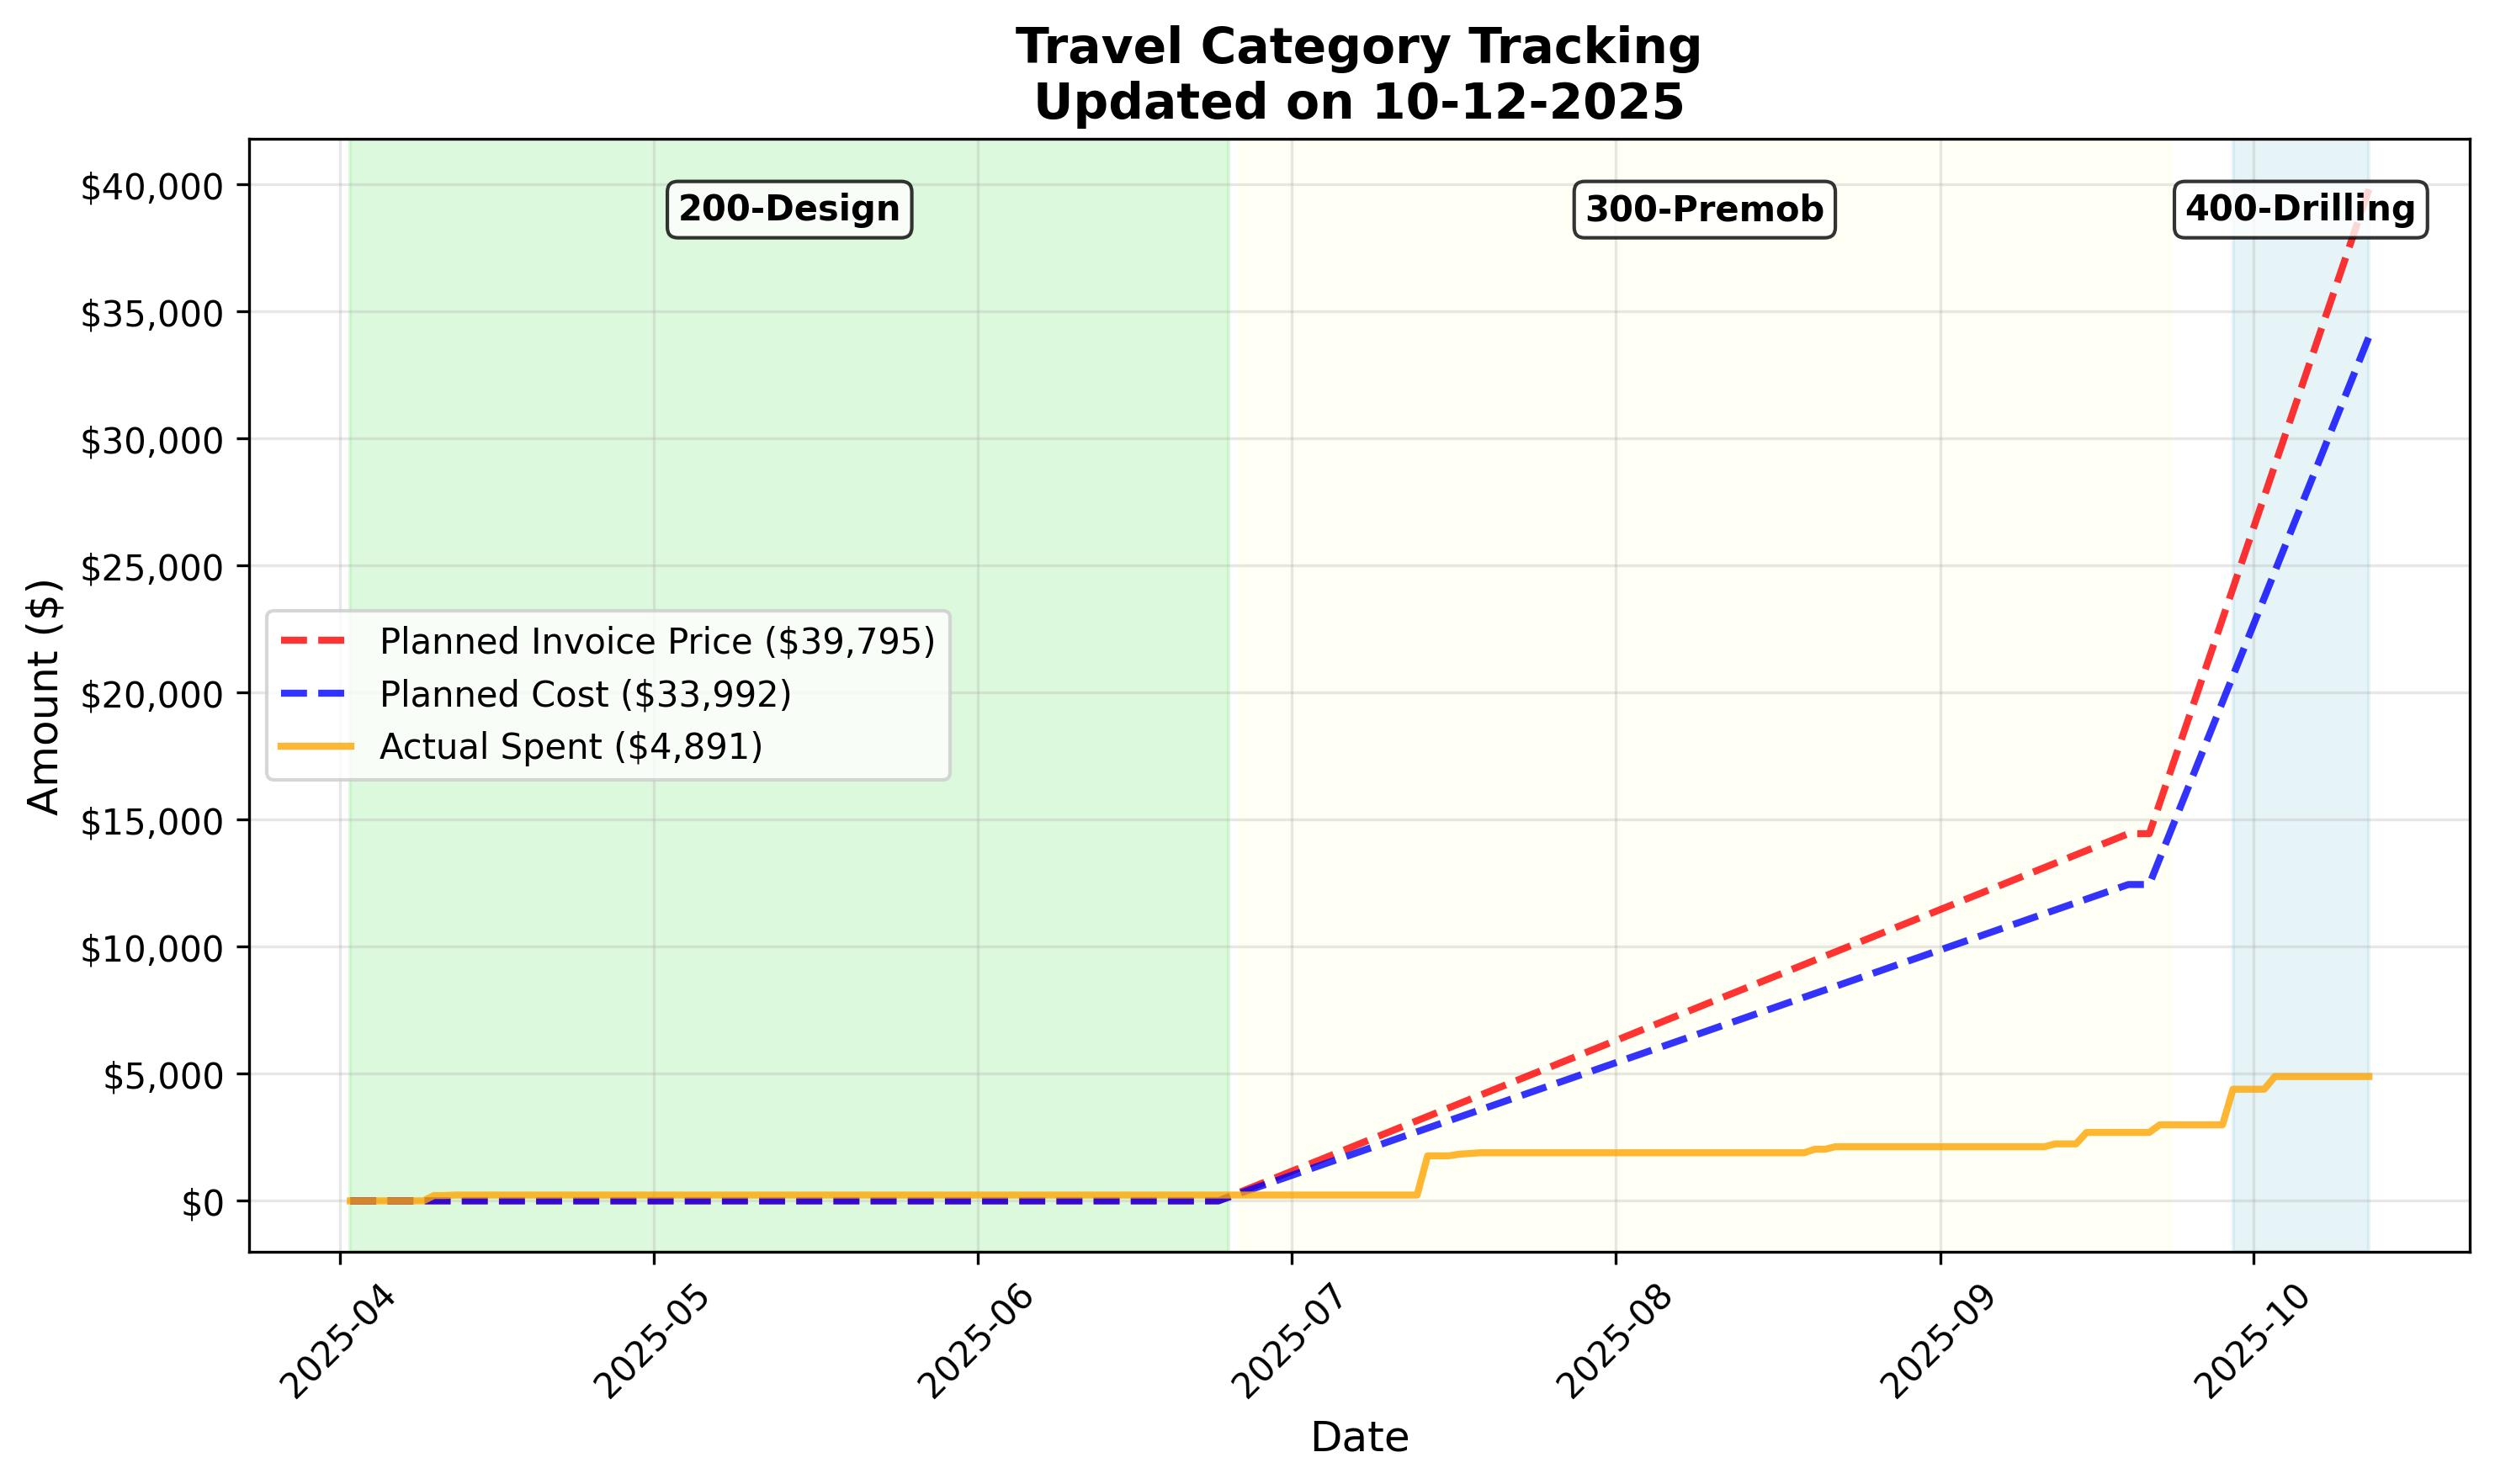 Travel Category Tracking
Updated on 10-12-2025
$40,000
$35,000
$30,000
$25,000
$20,000
$15,000
$10,000
$5,000
$0
Amount ($)
200-Design
300-Premob
400-Drilling
Planned Invoice Price ($39,795)
Planned Cost ($33,992)
Actual Spent ($4,891)
2025-04
2025-05
2025-06
2025-07
2025-08
2025-09
2025-10
Date